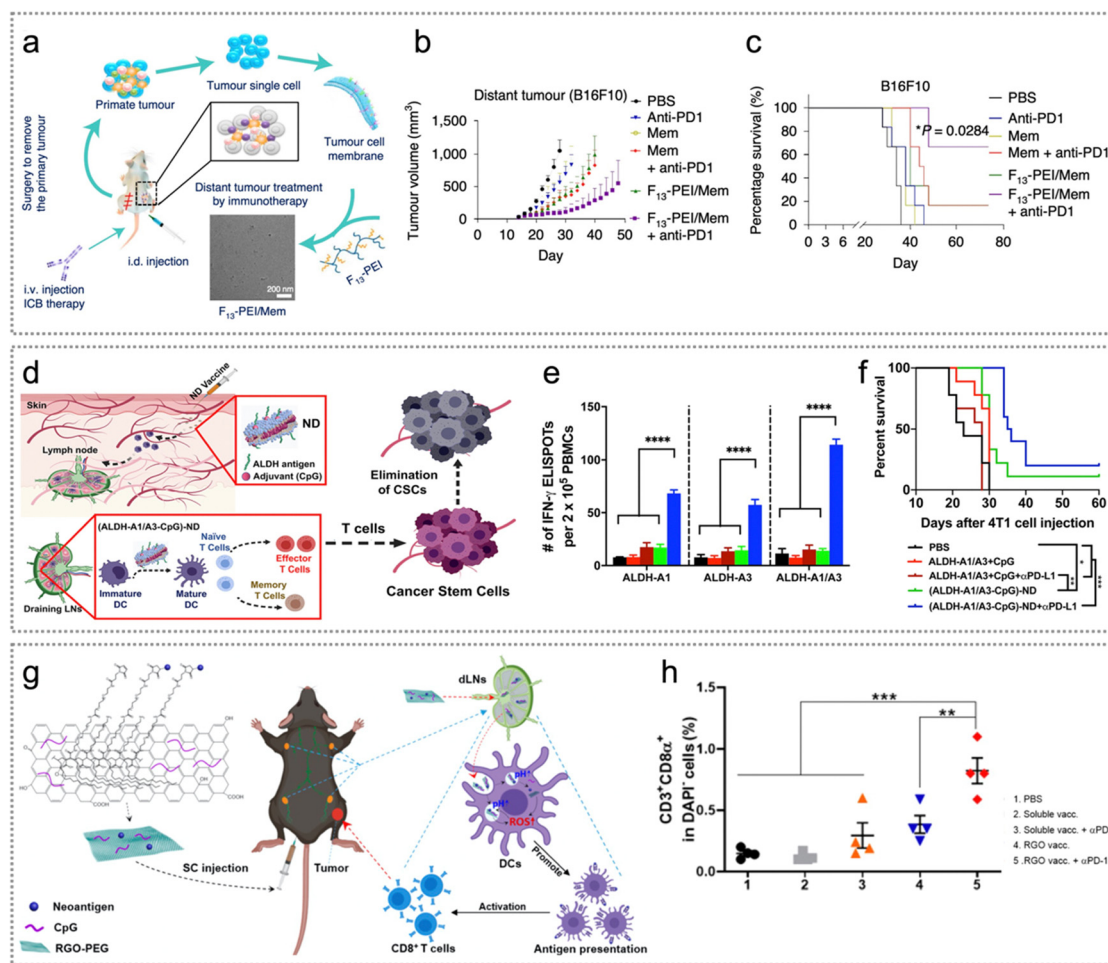 a
Primate tumour
Tumour single cell
Tumour cell
membrane
Surgery to remove
the primary tumour
Distant tumour treatment
by immunotherapy
i.d. injection
i.v. injection
ICB therapy
200 nm
F₁₃-PEI/Mem
F₁₃-PEI
b
Distant tumour (B16F10)
Tumour volume (mm³)
1,500
1,000
500
0
10 20 30 40 50
Day
PBS
Anti-PD1
Mem
Mem
+ anti-PD1
F₁₃-PEI/Mem
F₁₃-PEI/Mem
+ anti-PD1
c
B16F10
Percentage survival (%)
100
80
60
40
20
0
*P = 0.0284
0 3 6 20 40 60 80
Day
PBS
Anti-PD1
Mem
Mem + anti-PD1
F₁₃-PEI/Mem
F₁₃-PEI/Mem
+ anti-PD1
d
ND Vaccine
Skin
Lymph node
ND
ALDH antigen
Adjuvant (CpG)
(ALDH-A1/A3-CpG)-ND
Naïve
T Cells
Effector
T Cells
Memory
T Cells
Immature
DC
Mature
DC
Draining LNs
T cells
Elimination
of CSCs
Cancer Stem Cells
e
# of IFN-γ ELISPOTs
per 2 x 10⁵ PBMCs
150
120
90
60
30
0
****
****
****
ALDH-A1 ALDH-A3 ALDH-A1/A3
f
Percent survival
100
50
0
10 20 30 40 50 60
Days after 4T1 cell injection
PBS
ALDH-A1/A3+CpG
ALDH-A1/A3+CpG+αPD-L1
(ALDH-A1/A3-CpG)-ND
(ALDH-A1/A3-CpG)-ND+αPD-L1
**
*
***
g
OH
HO
COOH
COOH
SC injection
Tumor
Neoantigen
CpG
RGO-PEG
dLNs
pH↑
pH↑
ROS↑
DCs
Promote
Activation
CD8⁺ T cells
Antigen presentation
h
CD3⁺CD8α⁺
in DAPI⁻ cells (%)
1.5
1.0
0.5
0.0
***
**
1 2 3 4 5
1. PBS
2. Soluble vacc.
3. Soluble vacc. + αPD
4. RGO vacc.
5. RGO vacc. + αPD-1